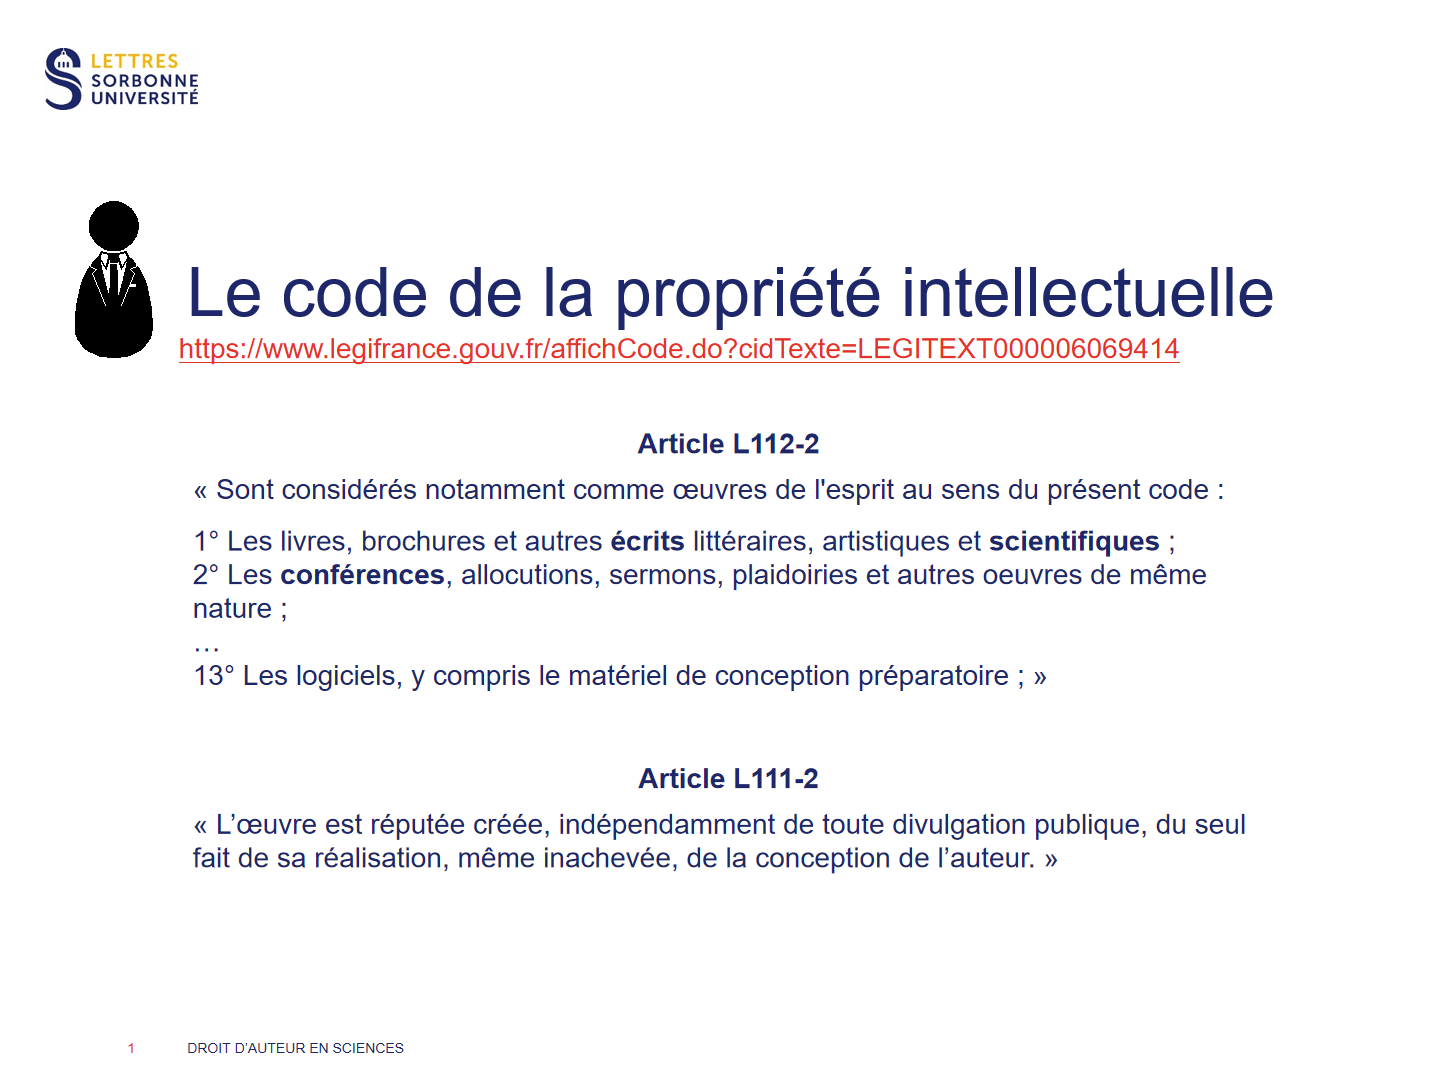 LETTRES
SORBONNE
UNIVERSITÉ
Le code de la propriété intellectuelle
https://www.legifrance.gouv.fr/affichCode.do?cidTexte=LEGITEXT000006069414
Article L112-2
« Sont considérés notamment comme œuvres de l'esprit au sens du présent code :
1° Les livres, brochures et autres écrits littéraires, artistiques et scientifiques ;
2° Les conférences, allocutions, sermons, plaidoiries et autres oeuvres de même
nature ;
…
13° Les logiciels, y compris le matériel de conception préparatoire ; »
Article L111-2
« L’œuvre est réputée créée, indépendamment de toute divulgation publique, du seul
fait de sa réalisation, même inachevée, de la conception de l’auteur. »
1 DROIT D’AUTEUR EN SCIENCES